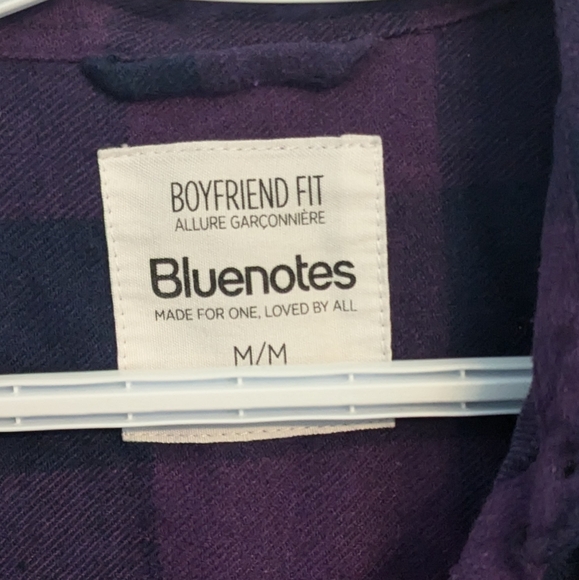 BOYFRIEND FIT
ALLURE GARÇONNIÈRE
Bluenotes
MADE FOR ONE, LOVED BY ALL
M/M